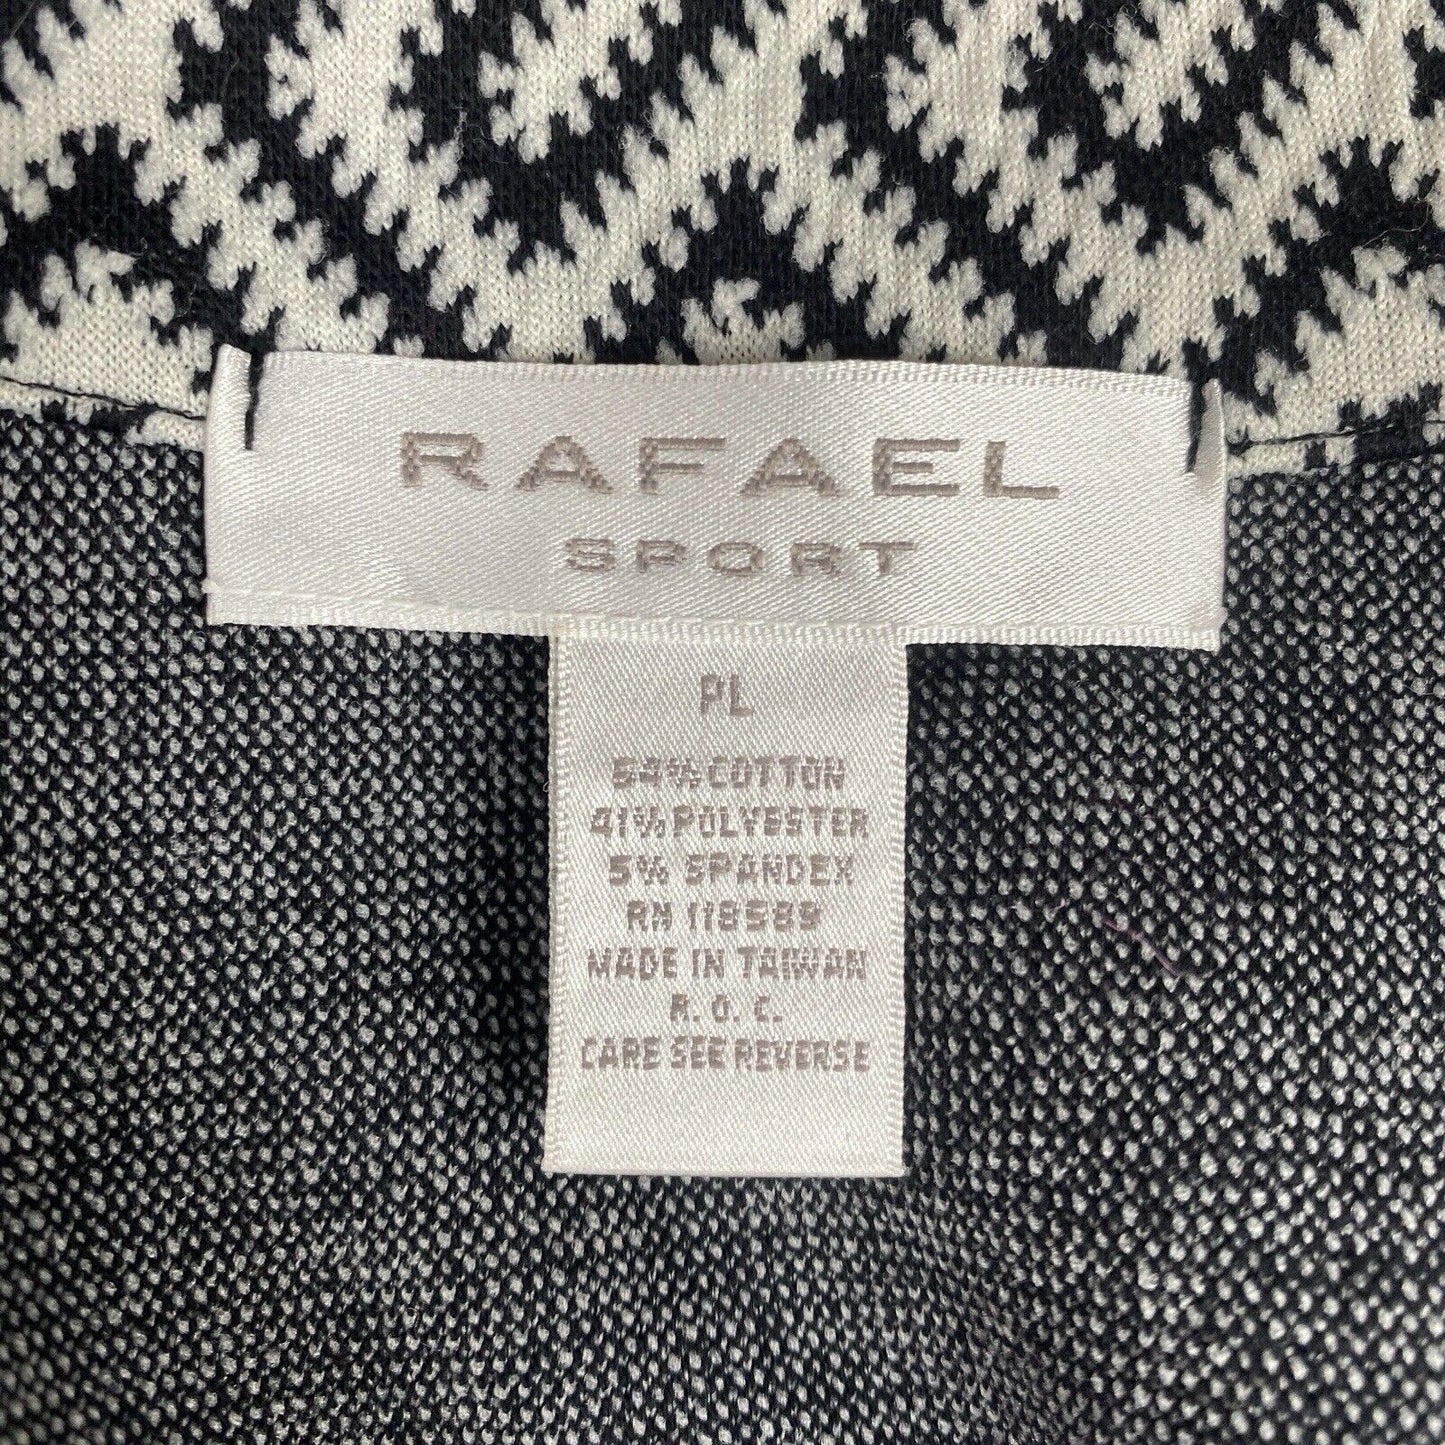 RAFAEL
SPORT
PL
54% COTTON
41% POLYESTER
5% SPANDEX
RN 118589
MADE IN TAIWAN
R. O. C.
CARE SEE REVERSE